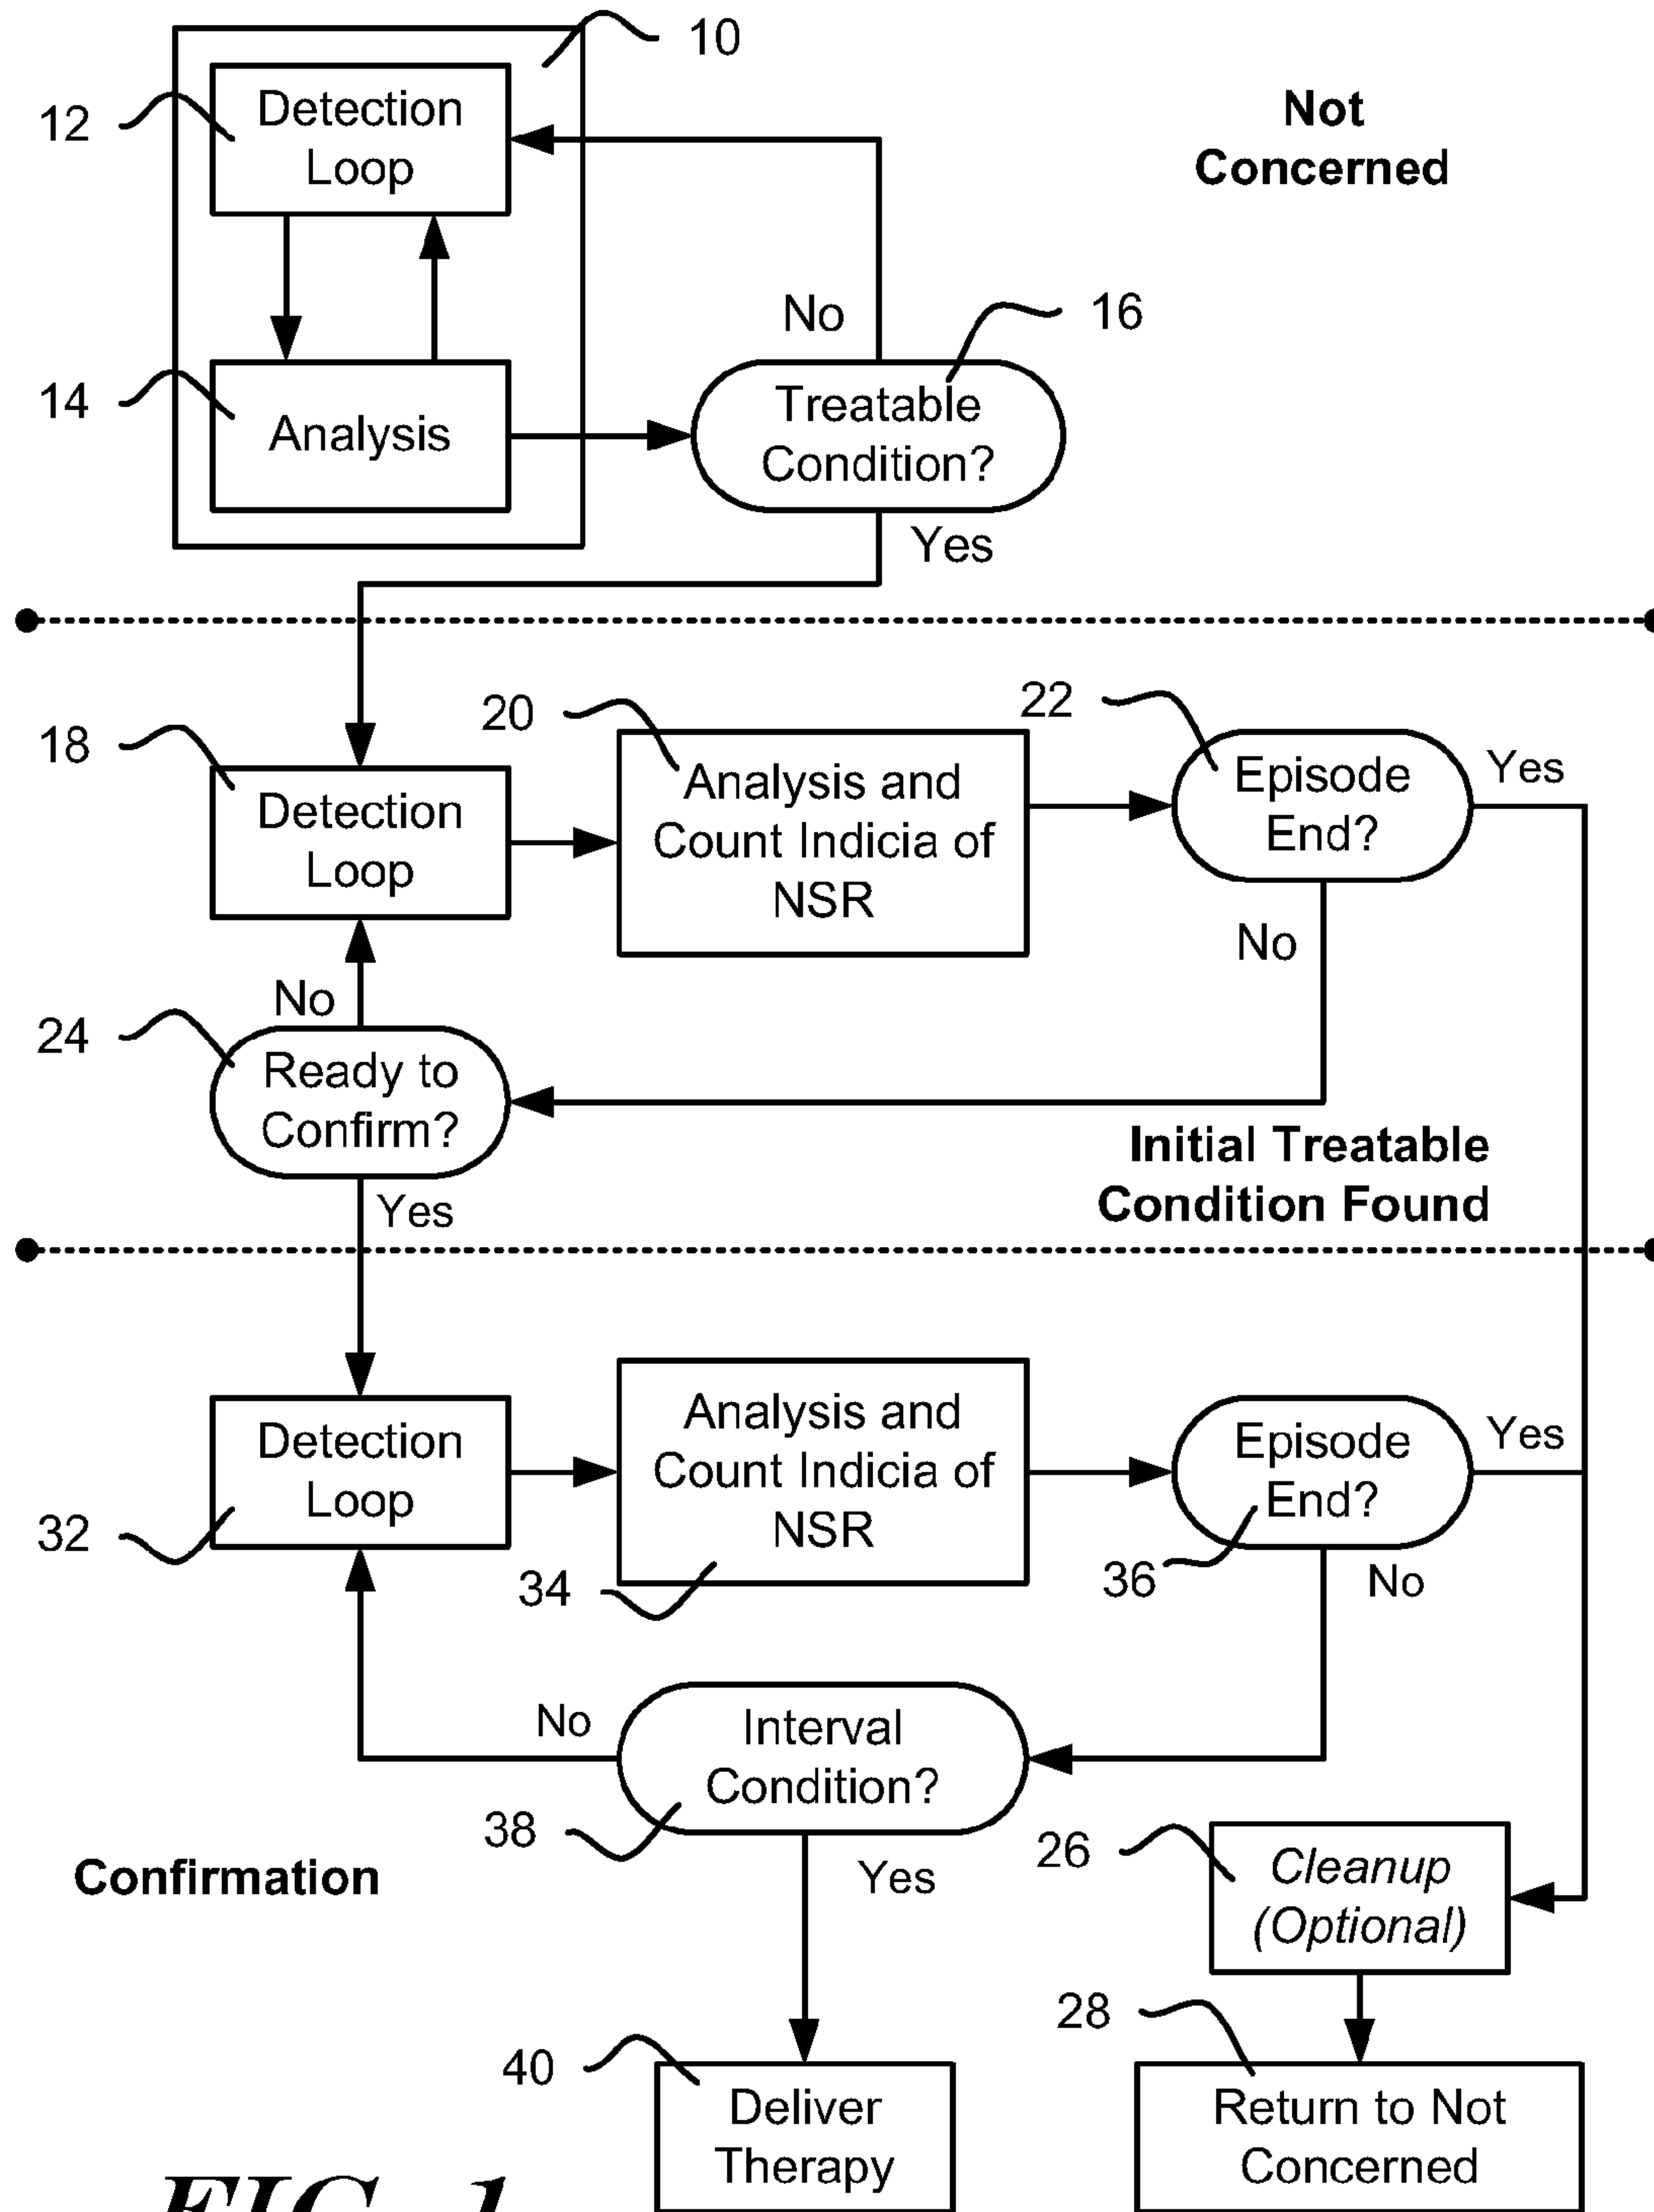 10
12
Detection
Loop
Not
Concerned
No
16
14
Analysis
Treatable
Condition?
Yes
18
Detection
Loop
20
Analysis and
Count Indicia of
NSR
22
Episode
End?
Yes
No
No
24
Ready to
Confirm?
Initial Treatable
Condition Found
Yes
32
Detection
Loop
34
Analysis and
Count Indicia of
NSR
36
Episode
End?
Yes
No
No
Interval
Condition?
38
Yes
Confirmation
26
Cleanup
(Optional)
28
40
Deliver
Therapy
Return to Not
Concerned
FIG. 1